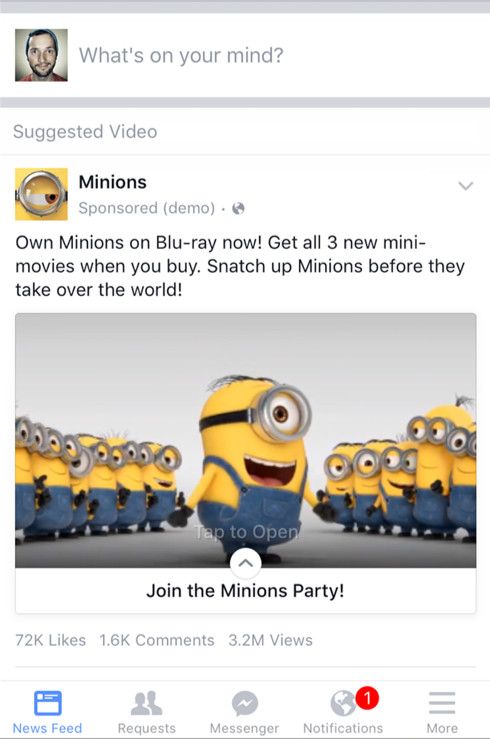 What's on your mind?
Suggested Video
Minions
Sponsored (demo) ·
Own Minions on Blu-ray now! Get all 3 new mini-
movies when you buy. Snatch up Minions before they
take over the world!
Tap to Open
Join the Minions Party!
72K Likes 1.6K Comments 3.2M Views
1
News Feed Requests Messenger Notifications More